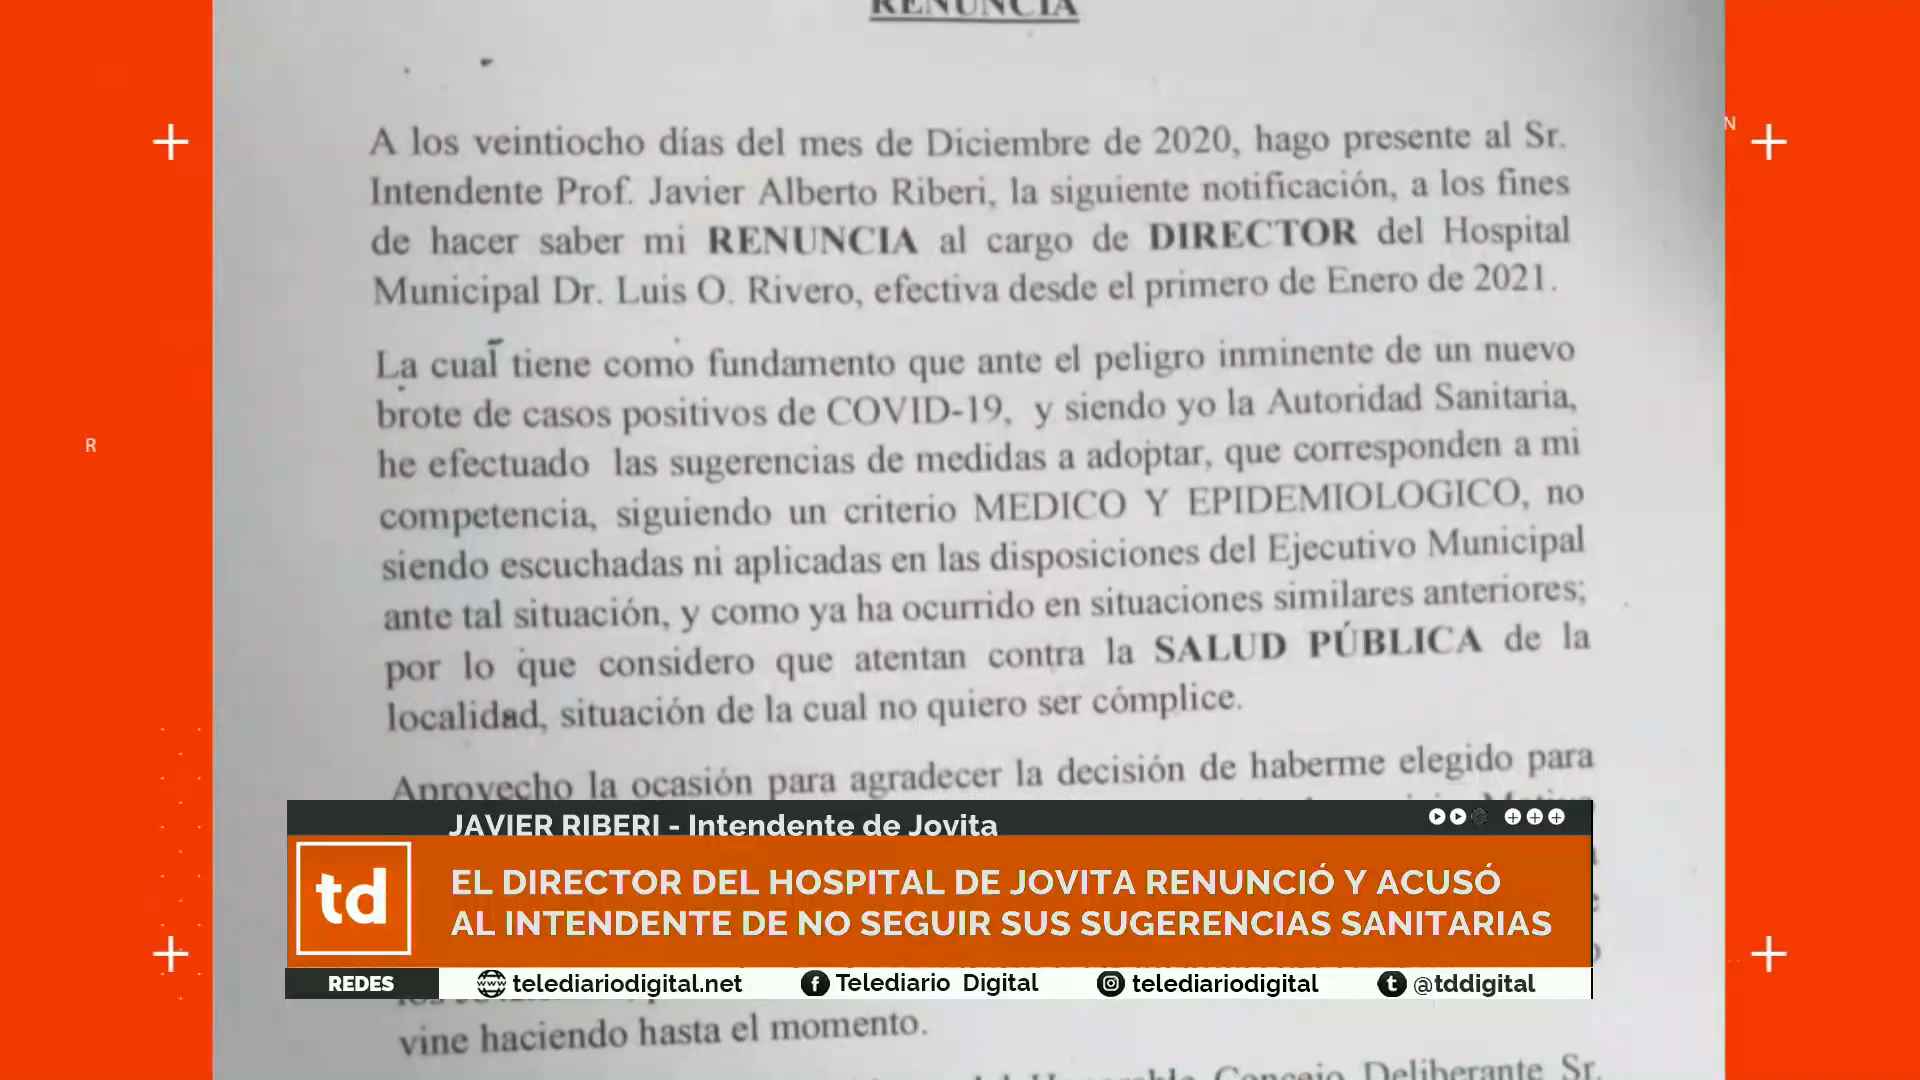 RENUNCIA
A los veintiocho días del mes de Diciembre de 2020, hago presente al Sr.
Intendente Prof. Javier Alberto Riberi, la siguiente notificación, a los fines
de hacer saber mi RENUNCIA al cargo de DIRECTOR del Hospital
Municipal Dr. Luis O. Rivero, efectiva desde el primero de Enero de 2021.
La cual tiene como fundamento que ante el peligro inminente de un nuevo
brote de casos positivos de COVID-19, y siendo yo la Autoridad Sanitaria,
he efectuado las sugerencias de medidas a adoptar, que corresponden a mi
competencia, siguiendo un criterio MEDICO Y EPIDEMIOLOGICO, no
siendo escuchadas ni aplicadas en las disposiciones del Ejecutivo Municipal
ante tal situación, y como ya ha ocurrido en situaciones similares anteriores;
por lo que considero que atentan contra la SALUD PÚBLICA de la
localidad, situación de la cual no quiero ser cómplice.
Aprovecho la ocasión para agradecer la decisión de haberme elegido para
JAVIER RIBERI - Intendente de Jovita
td
EL DIRECTOR DEL HOSPITAL DE JOVITA RENUNCIÓ Y ACUSÓ
AL INTENDENTE DE NO SEGUIR SUS SUGERENCIAS SANITARIAS
REDES telediariodigital.net Telediario Digital telediariodigital @tddigital
vine haciendo hasta el momento.
Concejo Deliberante Sr.
R
N